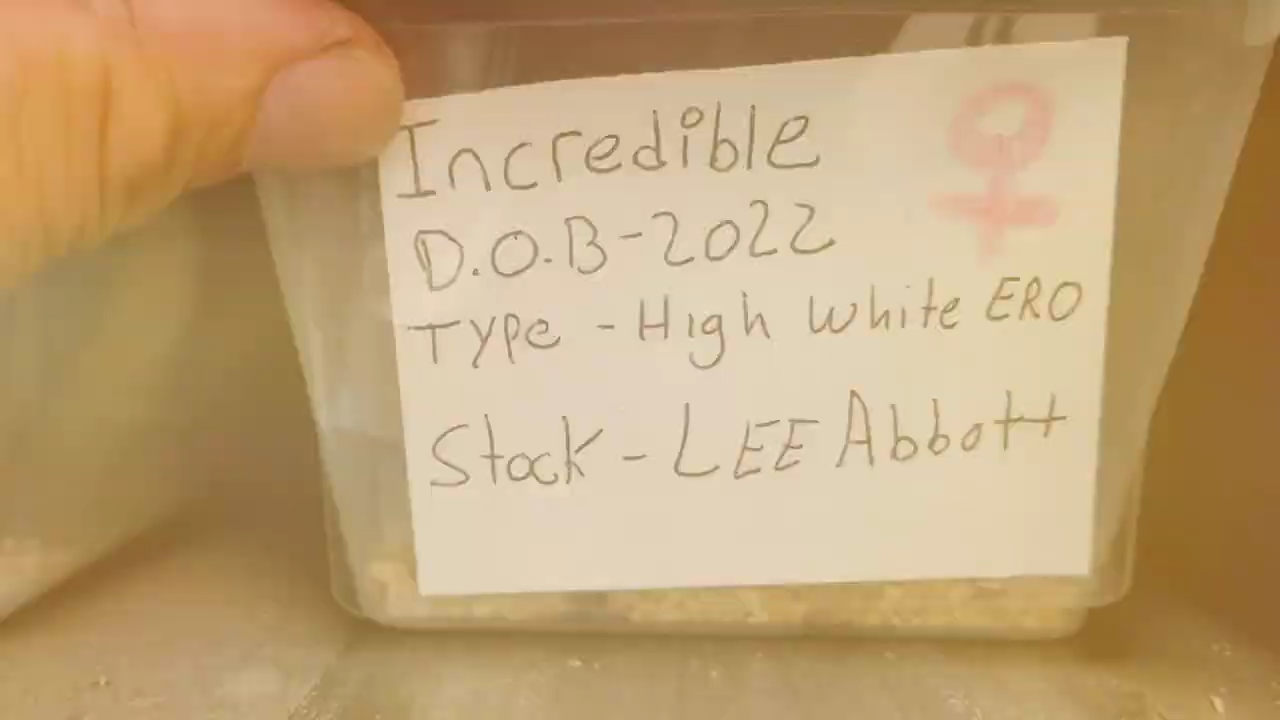 Incredible
D.O.B-2022
Type - High White ERO
Stock - LEE Abbott